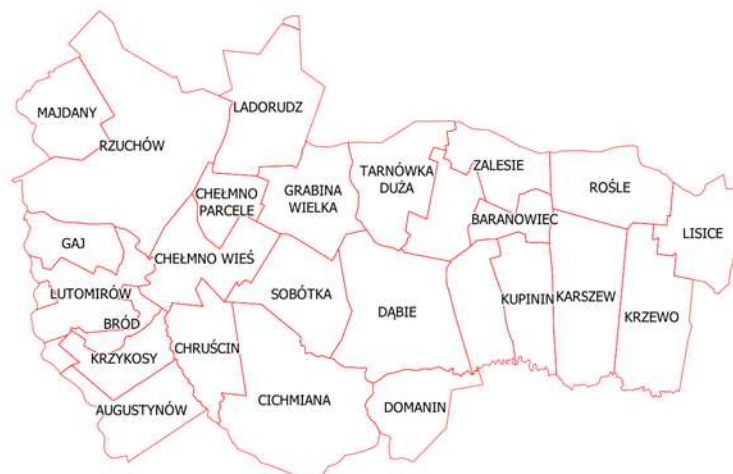 MAJDANY
LADORUDZ
RZUCHÓW
TARNÓWKA
DUŻA
ZALESIE
CHEŁMNO
PARCELE
GRABINA
WIELKA
ROŚLE
BARANOWIEC
LISICE
GAJ
CHEŁMNO WIEŚ
LUTOMIRÓW
SOBÓTKA
DĄBIE
KUPININ
KARSZEW
KRZEWO
BRÓD
KRZYKOSY
CHRUŚCIN
AUGUSTYNÓW
CICHMIANA
DOMANIN